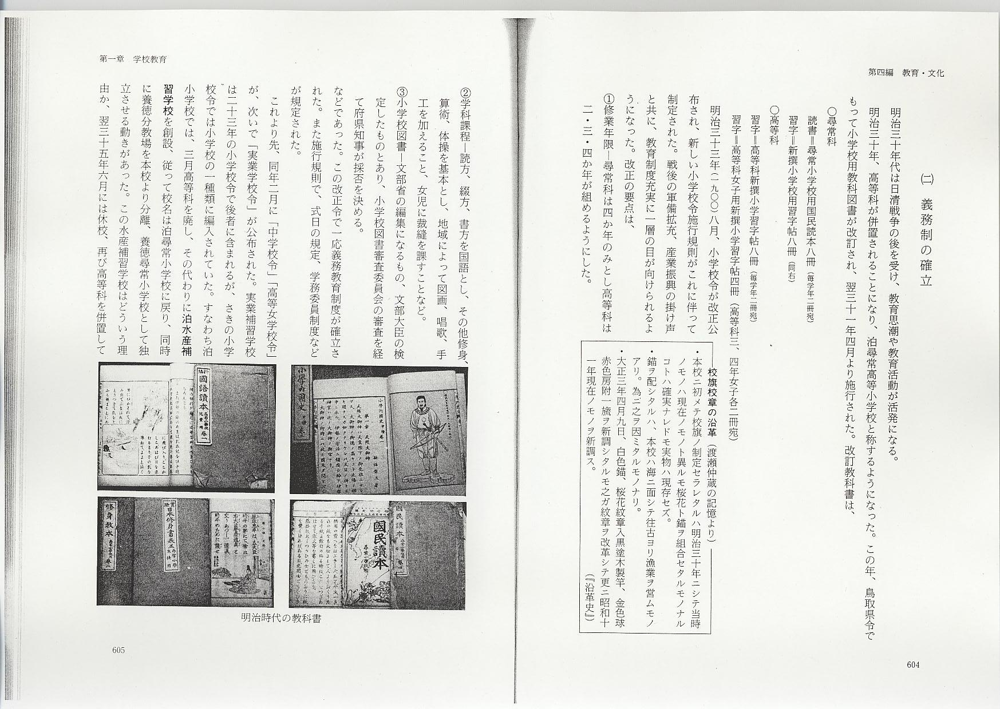 第四編　教育・文化
㈡　義務制の確立
明治三十年代は日清戦争の後を受け、教育思潮や教育活動が活発になる。
明治三十年、高等科が併置されることになり、泊尋常高等小学校と称するようになった。この年、鳥取県令で
もって小学校用教科図書が改訂され、翌三十一年四月より施行された。改訂教科書は、
〇尋常科
読書＝尋常小学校用国民読本八冊（毎学年二冊宛）
習字＝新撰小学校用習字帖八冊（同右）
〇高等科
習字＝高等科新撰小学習字帖八冊（毎学年二冊宛）
習字＝高等科女子用新撰小学習字帖四冊（高等科三、四年女子各二冊宛）
明治三十三年（一九〇〇）八月、小学校令が改正公
布され、新しい小学校令施行規則がこれに伴って
制定された。戦後の軍備拡充、産業振興の掛け声
と共に、教育制度充実に一層の目が向けられるよ
うになった。改正の要点は、
①修業年限―尋常科は四か年のみとし高等科は
二・三・四か年が組めるようにした。
校旗校章の沿革（渡瀬仲蔵の記憶より）
・本校ニ初メテ校旗ノ制定セラレタルハ明治三十年ニシテ当時
ノモノハ現在ノモノト異ルモ桜花ト錨ヲ組合セタルモノナル
コトハ確実ナレドモ実物ハ現存セズ。
・錨ヲ配シタルハ、本校ハ海ニ面シテ往古ヨリ漁業ヲ営ムモノ
アリ。為ニ之ヲ因ミタルモノナリ。
・大正三年四月九日、白色錨、桜花紋章入黒塗木製竿、金色球
赤色房附一旒ヲ新調シタルモ之ガ紋章ヲ改革シテ更ニ昭和十
一年現在ノモノヲ新調ス。
（『沿革史』）
604
第一章　学校教育
②学科課程―読方、綴方、書方を国語とし、その他修身、
算術、体操を基本とし、地域によって図画、唱歌、手
工を加えること、女児に裁縫を課すことなど。
③小学校図書―文部省の編集になるもの、文部大臣の検
定したものとあり、小学校図書審査委員会の審査を経
て府県知事が採否を決める。
などであった。この改正令で一応義務教育制度が確立さ
れた。また施行規則で、式日の規定、学務委員制度など
が規定された。
これより先、同年二月に「中学校令」「高等女学校令」
が、次いで「実業学校令」が公布された。実業補習学校
は二十三年の小学校令で後者に含まれるが、さきの小学
校令では小学校の一種類に編入されていた。すなわち泊
小学校では、三月高等科を廃し、その代わりに泊水産補
習学校を創設、従って校名は泊尋常小学校に戻り、同時
に養徳分教場を本校より分離、養徳尋常小学校として独
立させる動きがあった。この水産補習学校はどういう理
由か、翌三十五年六月には休校、再び高等科を併置して
小學内國史
國語讀本
國民讀本
國民讀本
日本修身書
修身教本
明治時代の教科書
605